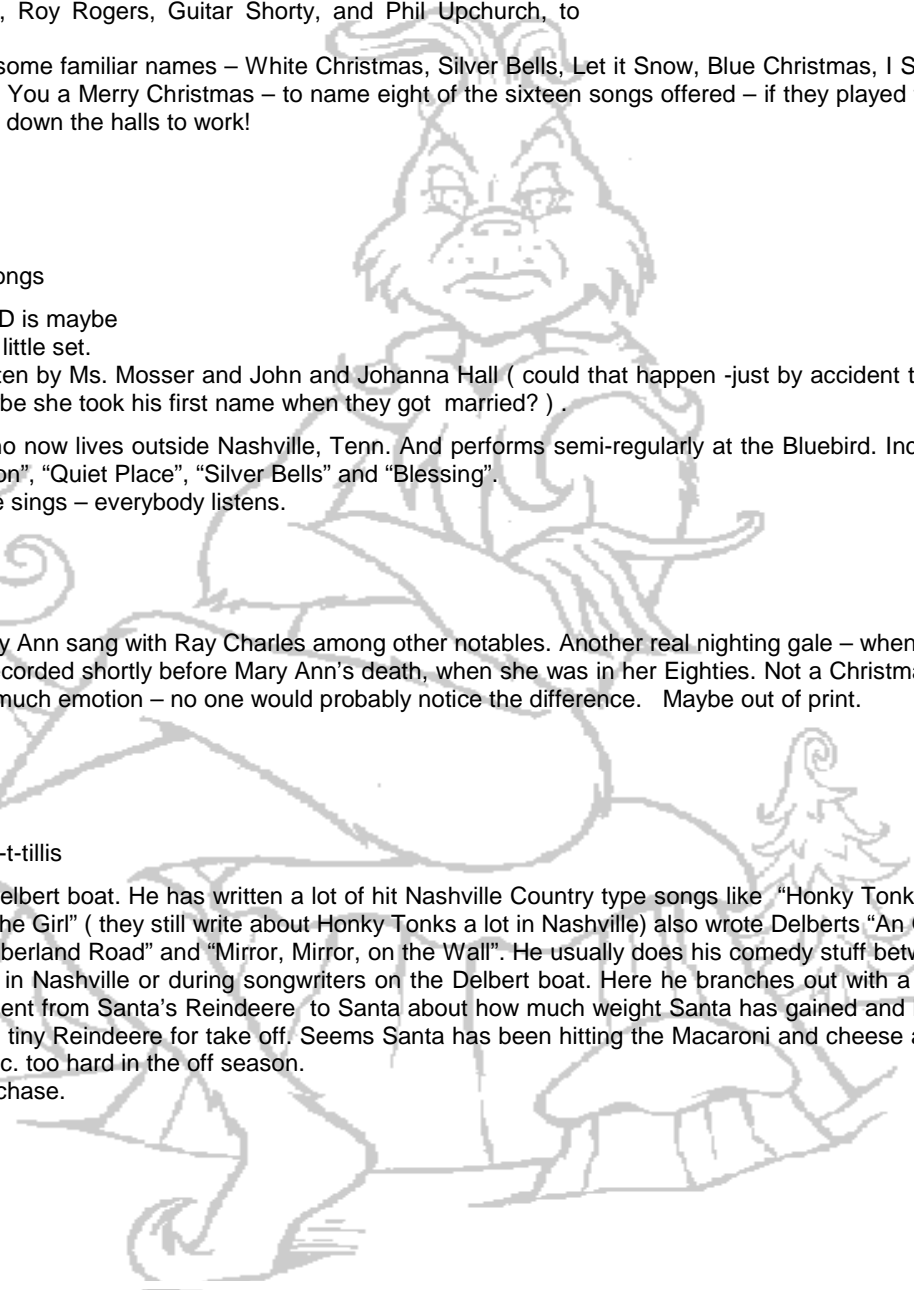 , Roy Rogers, Guitar Shorty, and Phil Upchurch, to
some familiar names – White Christmas, Silver Bells, Let it Snow, Blue Christmas, I S
You a Merry Christmas – to name eight of the sixteen songs offered – if they played
down the halls to work!
ongs
D is maybe
little set.
ten by Ms. Mosser and John and Johanna Hall ( could that happen -just by accident t
be she took his first name when they got married? ) .
no now lives outside Nashville, Tenn. And performs semi-regularly at the Bluebird. Inc
on”, “Quiet Place”, “Silver Bells” and “Blessing”.
e sings – everybody listens.
y Ann sang with Ray Charles among other notables. Another real nighting gale – when
ecorded shortly before Mary Ann’s death, when she was in her Eighties. Not a Christma
much emotion – no one would probably notice the difference. Maybe out of print.
-t-tillis
elbert boat. He has written a lot of hit Nashville Country type songs like “Honky Tonk
he Girl” ( they still write about Honky Tonks a lot in Nashville) also wrote Delberts “An
berland Road” and “Mirror, Mirror, on the Wall”. He usually does his comedy stuff betw
in Nashville or during songwriters on the Delbert boat. Here he branches out with a
ent from Santa’s Reindeere to Santa about how much weight Santa has gained and
tiny Reindeere for take off. Seems Santa has been hitting the Macaroni and cheese a
c. too hard in the off season.
chase.